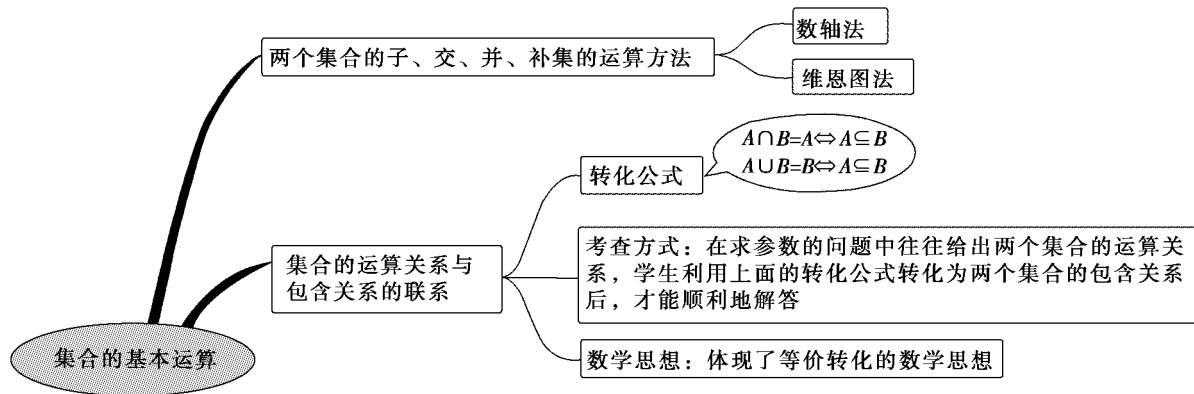 两个集合的子、交、并、补集的运算方法
数轴法
维恩图法
集合的运算关系与
包含关系的联系
转化公式
A∩B=A⇔A⊆B
A∪B=B⇔A⊆B
考查方式：在求参数的问题中往往给出两个集合的运算关
系，学生利用上面的转化公式转化为两个集合的包含关系
后，才能顺利地解答
数学思想：体现了等价转化的数学思想
集合的基本运算